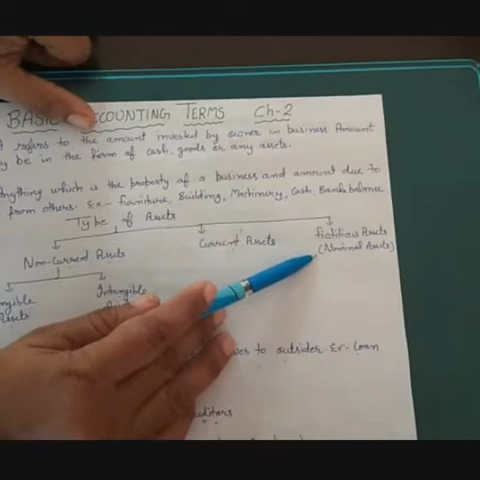 BASIC ACCOUNTING TERMS Ch-2
refers to the amount invested by owner in business Amount
be in the form of cash, goods or any assets.
Anything which is the property of a business and amount due to
from others. Ex- Furniture, Building, Machinery, Cash, Bank balance
Type of Assets
Non-Current Assets Current Assets Fictitious Assets
(Nominal Assets)
Intangible
to outsider. Ex- Loan